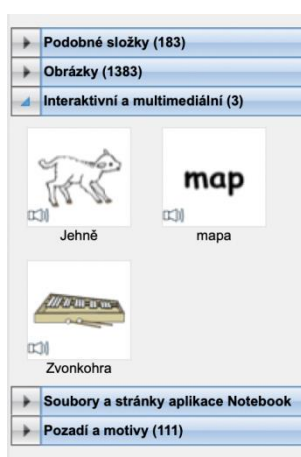 Podobné složky (183)
Obrázky (1383)
Interaktivní a multimediální (3)
map
Jehně
mapa
Zvonkohra
Soubory a stránky aplikace Notebook
Pozadí a motivy (111)